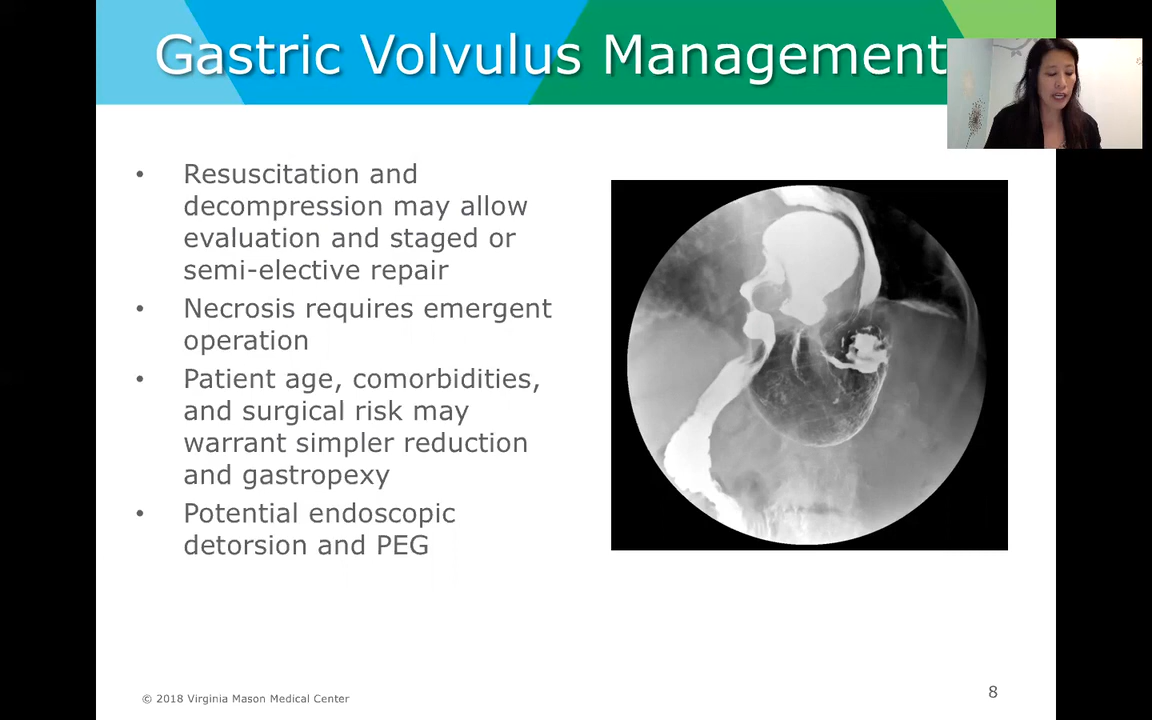 Gastric Volvulus Management
• Resuscitation and
decompression may allow
evaluation and staged or
semi-elective repair
• Necrosis requires emergent
operation
• Patient age, comorbidities,
and surgical risk may
warrant simpler reduction
and gastropexy
• Potential endoscopic
detorsion and PEG
© 2018 Virginia Mason Medical Center
8